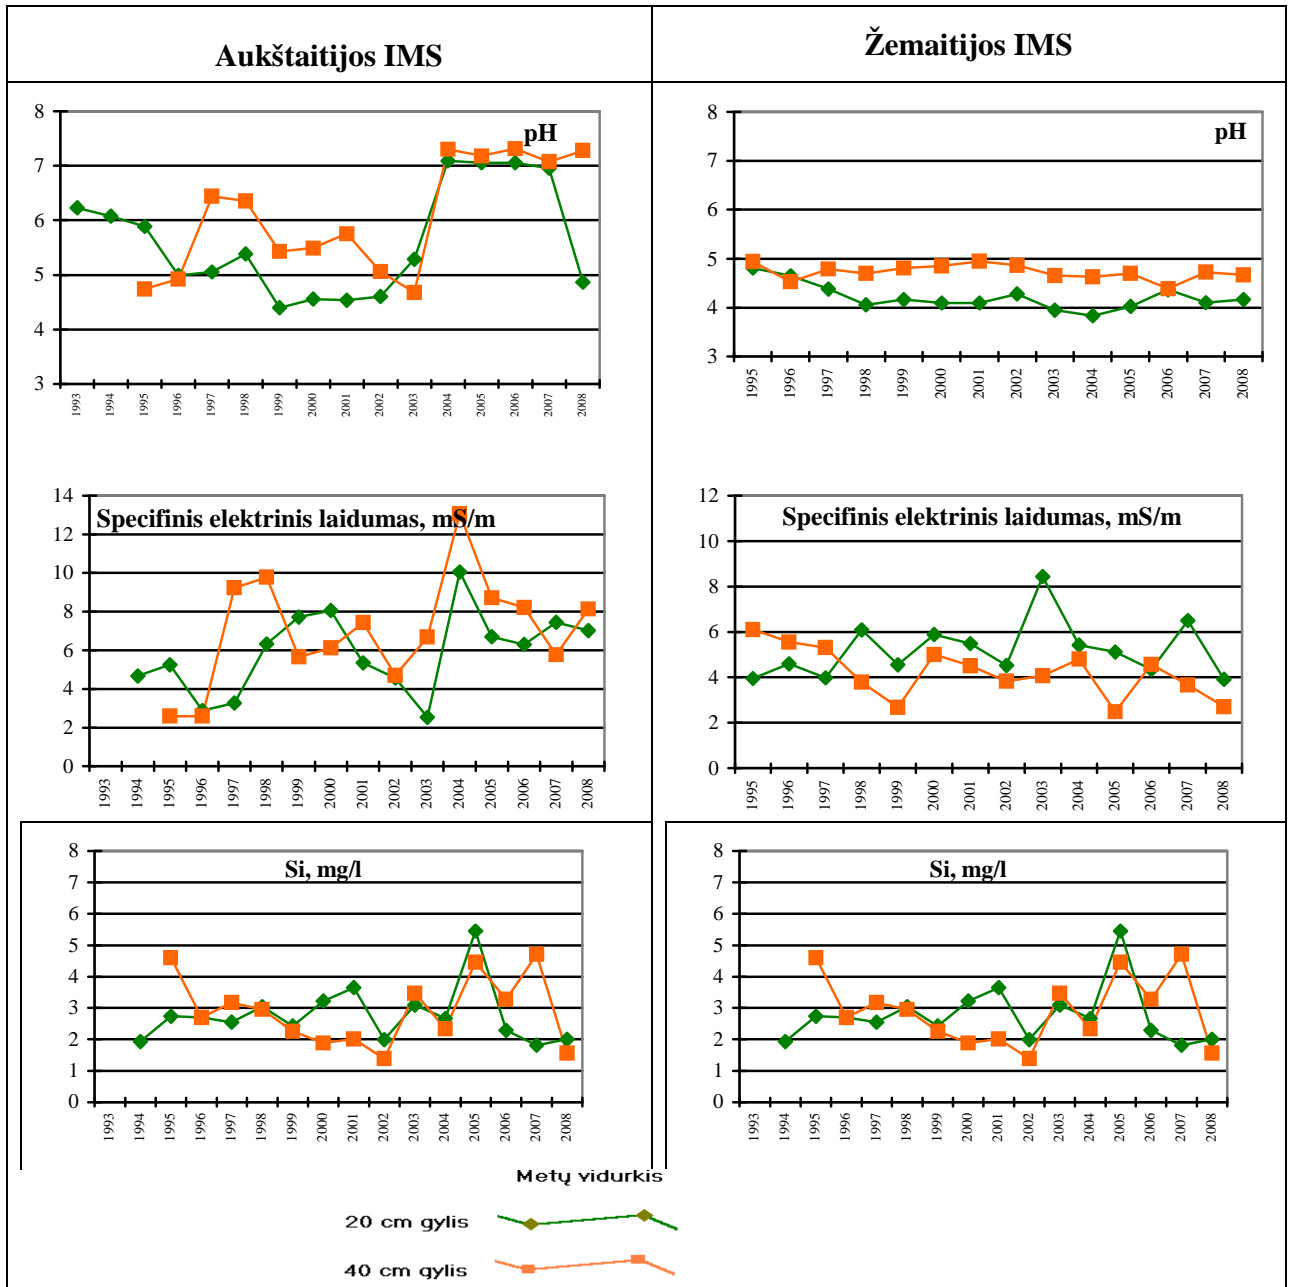 Aukštaitijos IMS
Žemaitijos IMS
pH
8
7
6
5
4
3
1993 1994 1995 1996 1997 1998 1999 2000 2001 2002 2003 2004 2005 2006 2007 2008
pH
8
7
6
5
4
3
1995 1996 1997 1998 1999 2000 2001 2002 2003 2004 2005 2006 2007 2008
Specifinis elektrinis laidumas, mS/m
14
12
10
8
6
4
2
0
1993 1994 1995 1996 1997 1998 1999 2000 2001 2002 2003 2004 2005 2006 2007 2008
Specifinis elektrinis laidumas, mS/m
12
10
8
6
4
2
0
1995 1996 1997 1998 1999 2000 2001 2002 2003 2004 2005 2006 2007 2008
Si, mg/l
8
7
6
5
4
3
2
1
0
1993 1994 1995 1996 1997 1998 1999 2000 2001 2002 2003 2004 2005 2006 2007 2008
Si, mg/l
8
7
6
5
4
3
2
1
0
1993 1994 1995 1996 1997 1998 1999 2000 2001 2002 2003 2004 2005 2006 2007 2008
Metų vidurkis
20 cm gylis
40 cm gylis